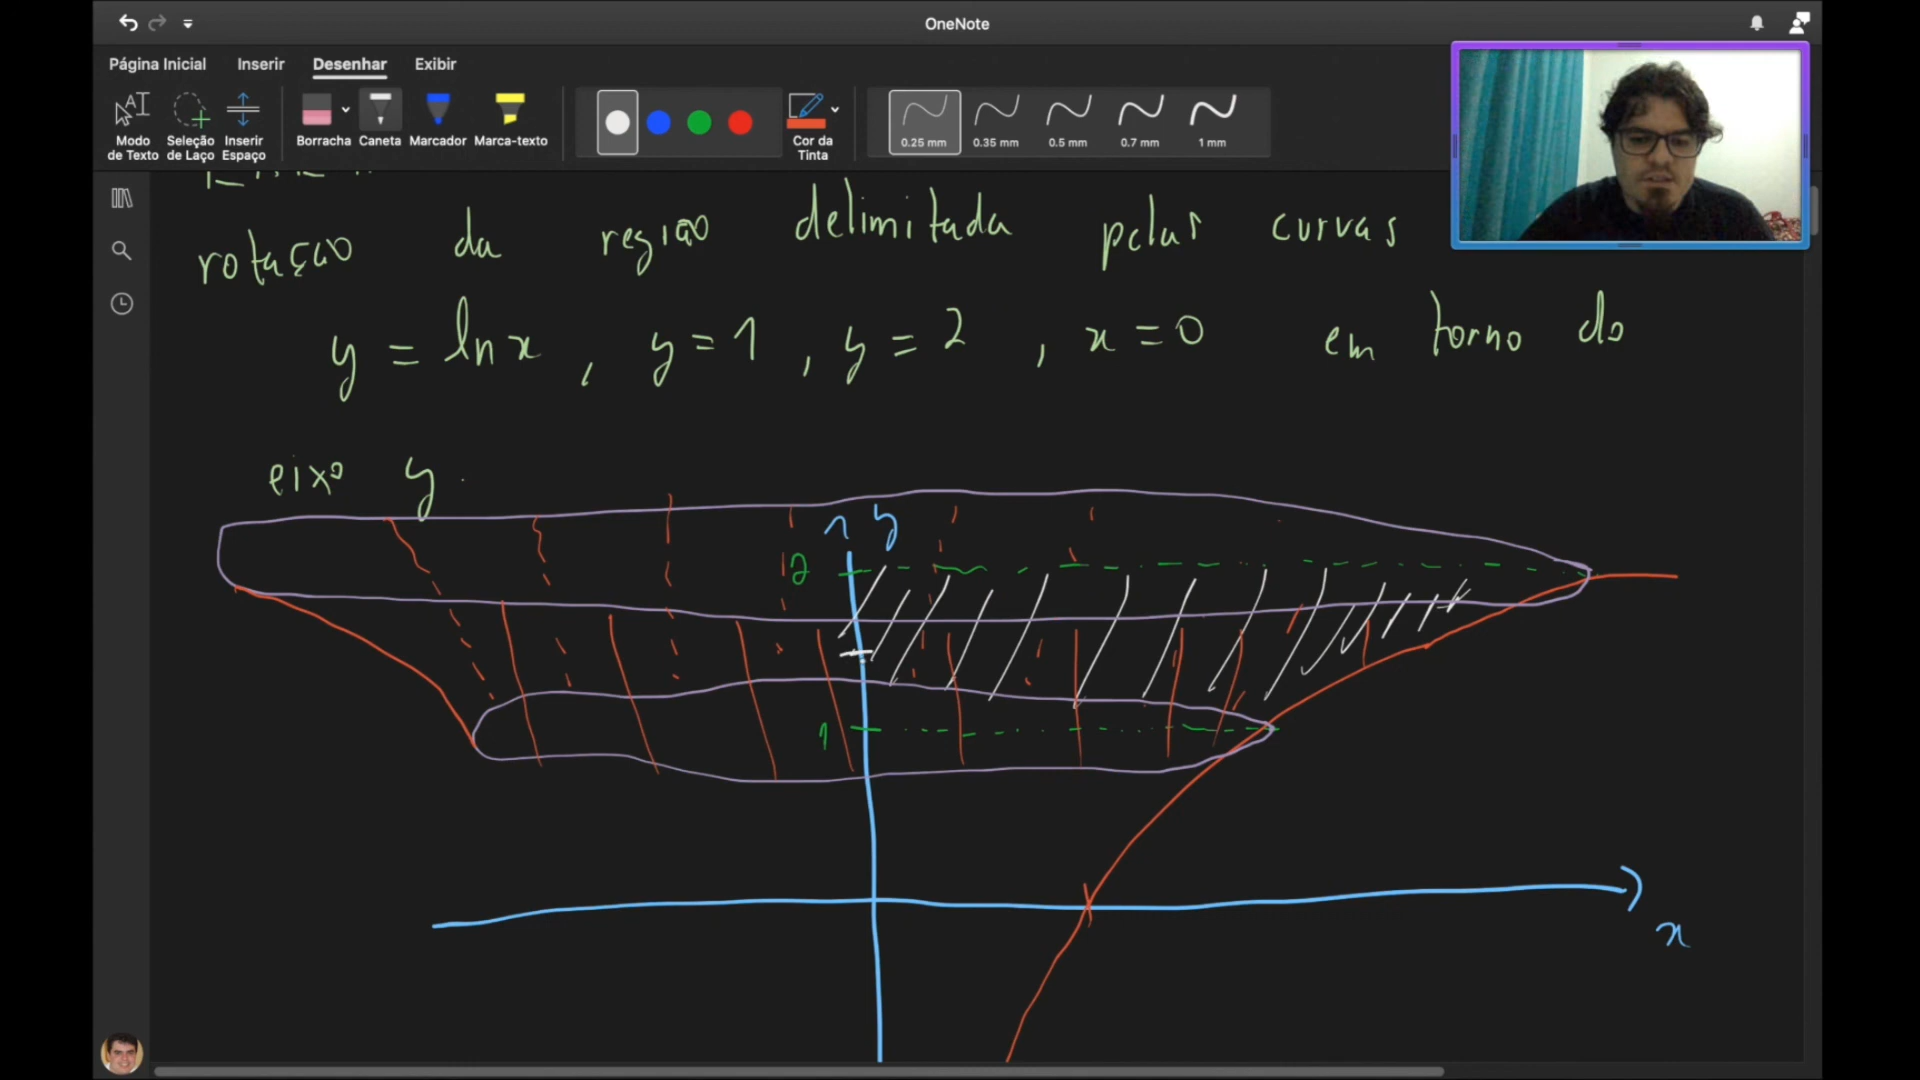 OneNote
Página Inicial Inserir Desenhar Exibir
Modo de Texto Seleção de Laço Inserir Espaço Borracha Caneta Marcador Marca-texto Cor da Tinta 0.25 mm 0.35 mm 0.5 mm 0.7 mm 1 mm
rotação da região delimitada pelas curvas
y = ln x , y = 1 , y = 2 , x = 0 em torno do
eixo y.
y
2
1
x